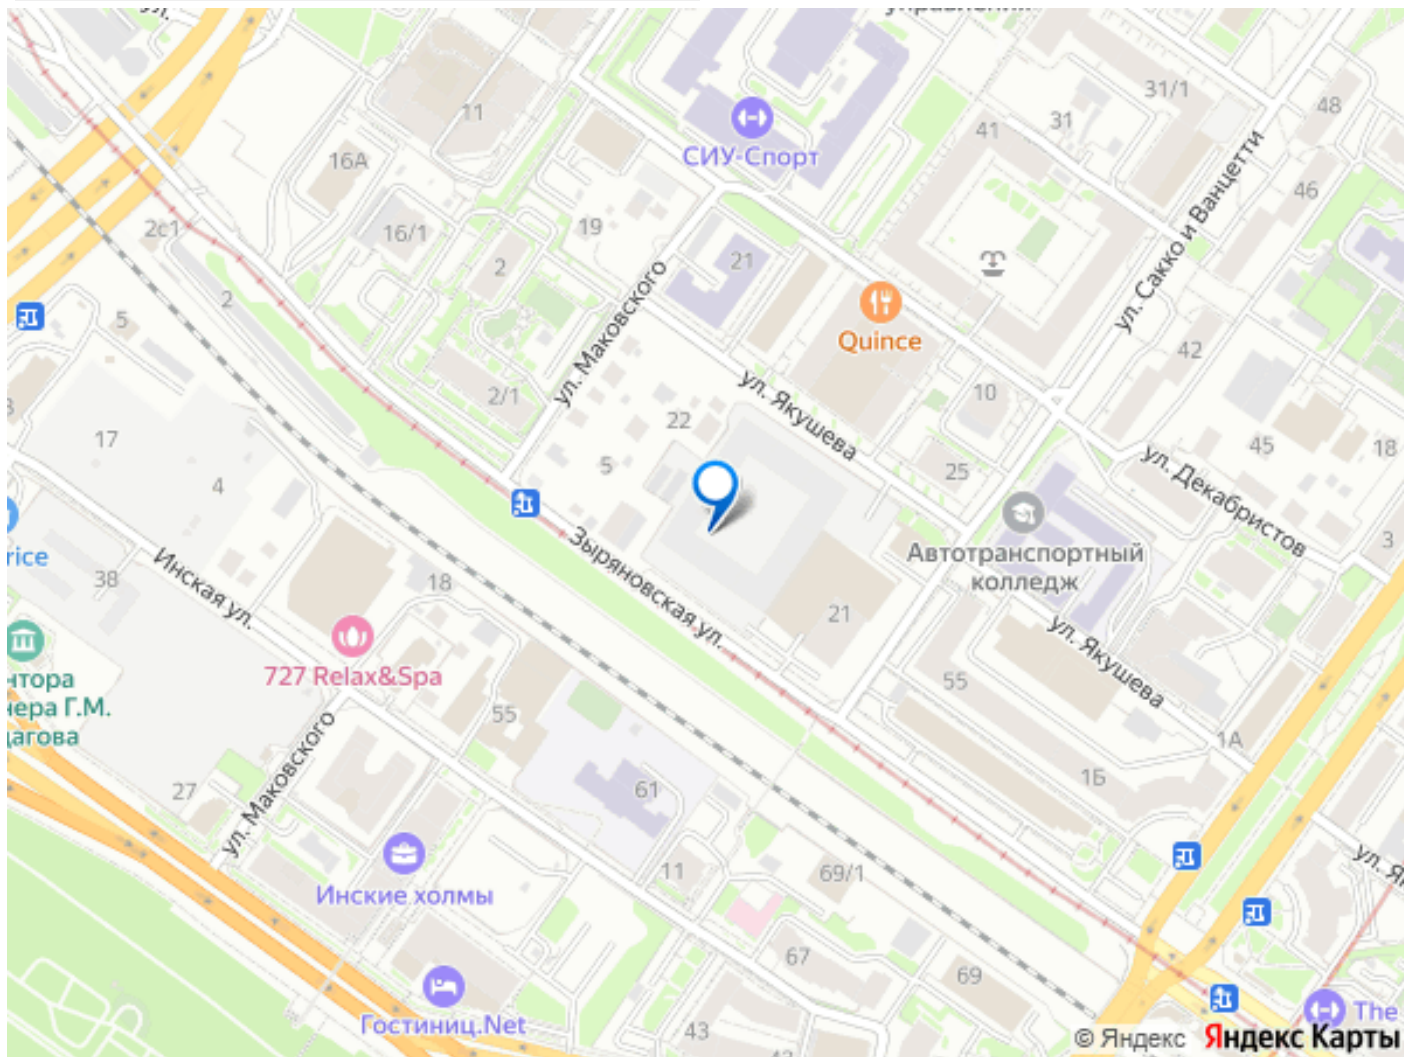 11
31/1
48
31
41
СИУ-Спорт
16А
46
ул. Сакко и Ванцетти
2с1
16/1
19
21
2
ул. Маковского
2
Quince
5
42
2/1
ул. Якушева
10
22
17
5
45
18
25
ул. Декабристов
4
Зыряновская ул.
Автотранспортный
колледж
3
rice
Инская ул.
38
18
21
ул. Якушева
727 Relax&Spa
нтора
нера Г.М.
дагова
55
55
1А
ул. Маковского
27
61
1Б
Инские холмы
11
69/1
67
69
Гостиниц.Net
43
The
© Яндекс Яндекс Карты